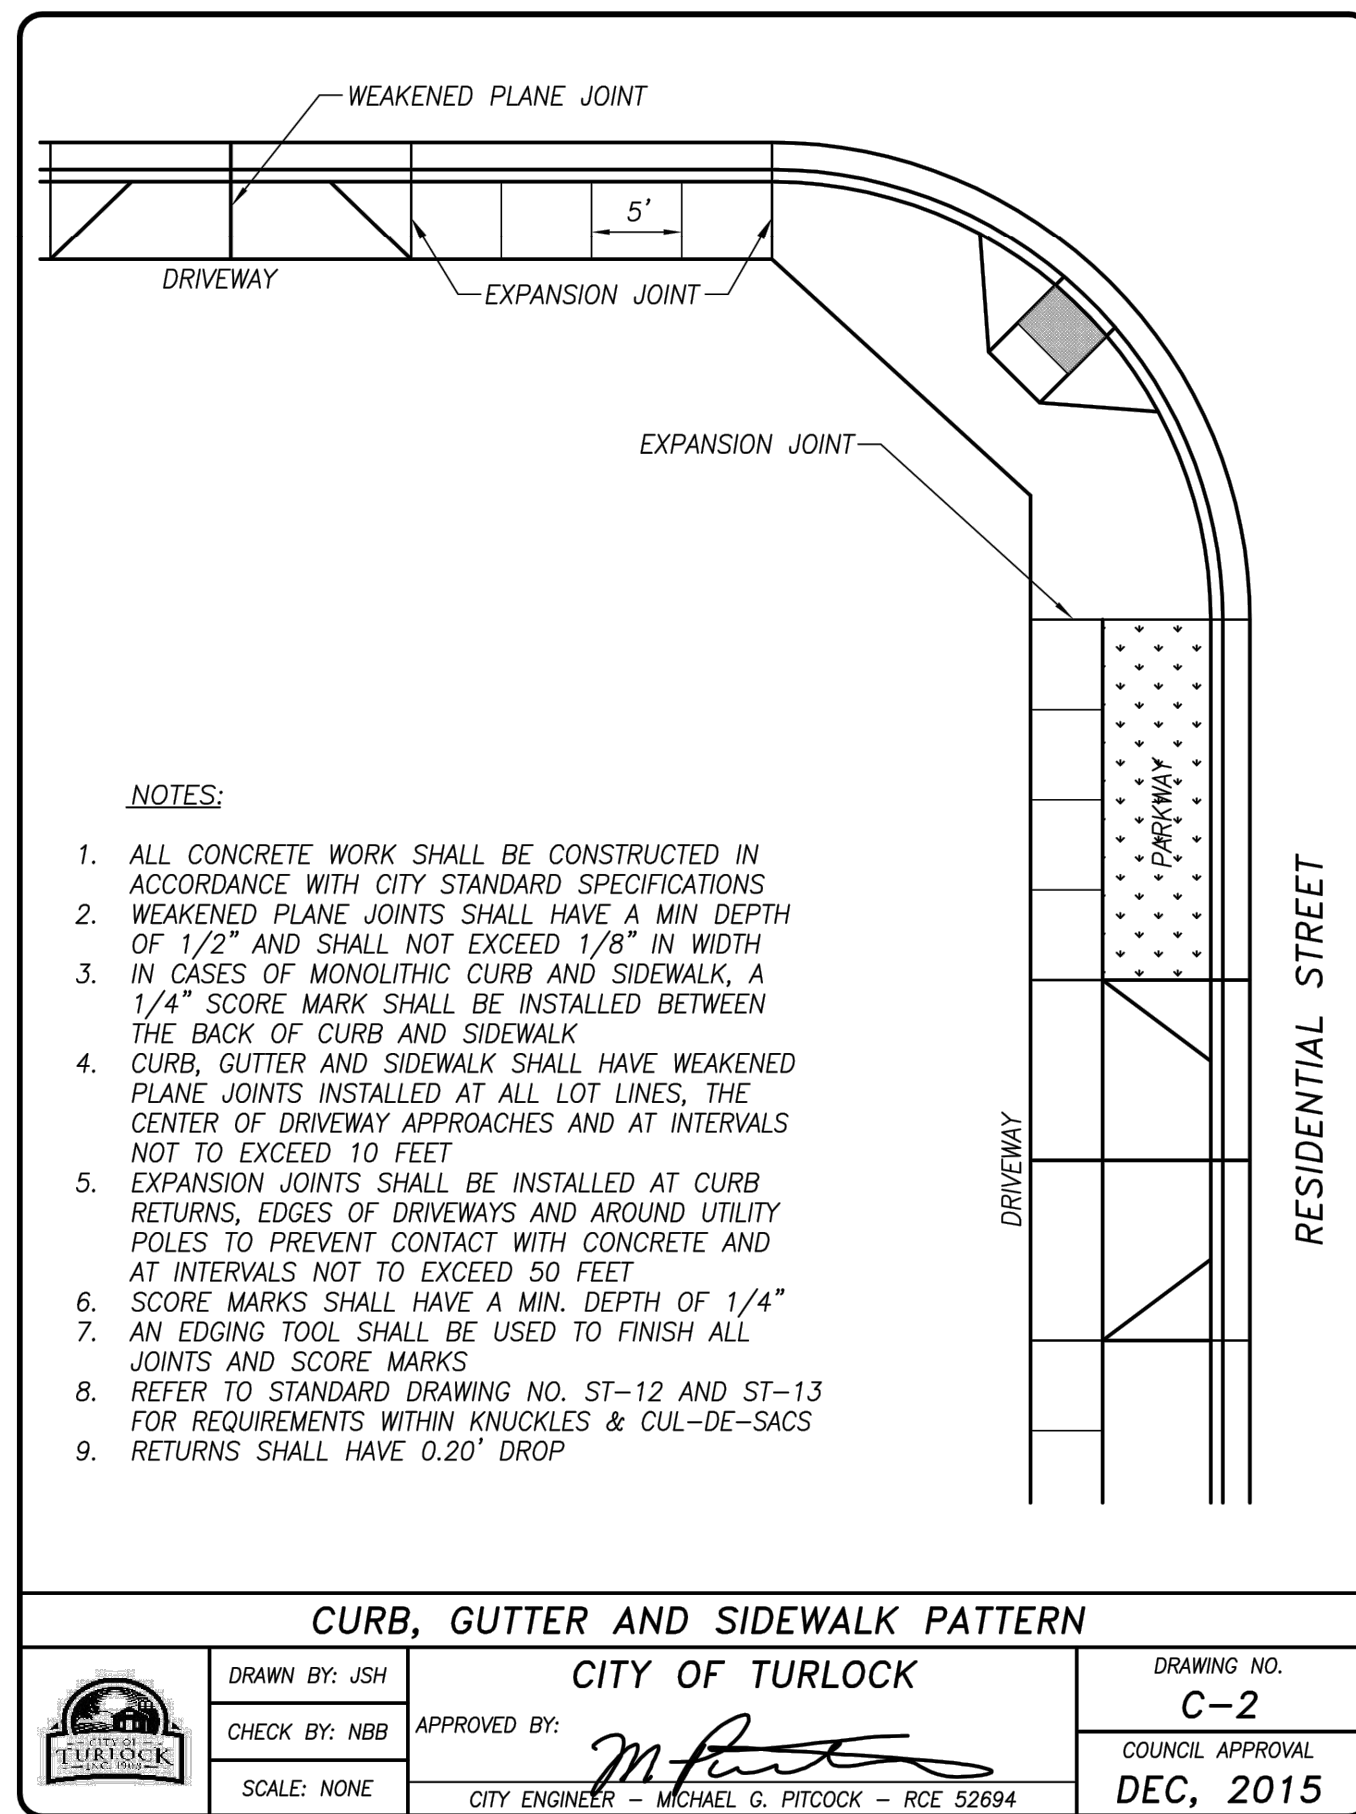 WEAKENED PLANE JOINT
5'
DRIVEWAY
EXPANSION JOINT
EXPANSION JOINT
PARKWAY
RESIDENTIAL STREET
DRIVEWAY
NOTES:
1. ALL CONCRETE WORK SHALL BE CONSTRUCTED IN
ACCORDANCE WITH CITY STANDARD SPECIFICATIONS
2. WEAKENED PLANE JOINTS SHALL HAVE A MIN DEPTH
OF 1/2" AND SHALL NOT EXCEED 1/8" IN WIDTH
3. IN CASES OF MONOLITHIC CURB AND SIDEWALK, A
1/4" SCORE MARK SHALL BE INSTALLED BETWEEN
THE BACK OF CURB AND SIDEWALK
4. CURB, GUTTER AND SIDEWALK SHALL HAVE WEAKENED
PLANE JOINTS INSTALLED AT ALL LOT LINES, THE
CENTER OF DRIVEWAY APPROACHES AND AT INTERVALS
NOT TO EXCEED 10 FEET
5. EXPANSION JOINTS SHALL BE INSTALLED AT CURB
RETURNS, EDGES OF DRIVEWAYS AND AROUND UTILITY
POLES TO PREVENT CONTACT WITH CONCRETE AND
AT INTERVALS NOT TO EXCEED 50 FEET
6. SCORE MARKS SHALL HAVE A MIN. DEPTH OF 1/4"
7. AN EDGING TOOL SHALL BE USED TO FINISH ALL
JOINTS AND SCORE MARKS
8. REFER TO STANDARD DRAWING NO. ST-12 AND ST-13
FOR REQUIREMENTS WITHIN KNUCKLES & CUL-DE-SACS
9. RETURNS SHALL HAVE 0.20' DROP
CURB, GUTTER AND SIDEWALK PATTERN
CITY OF
TURLOCK
INC. 1908
DRAWN BY: JSH
CHECK BY: NBB
SCALE: NONE
CITY OF TURLOCK
APPROVED BY:
CITY ENGINEER - MICHAEL G. PITCOCK - RCE 52694
DRAWING NO.
C-2
COUNCIL APPROVAL
DEC, 2015